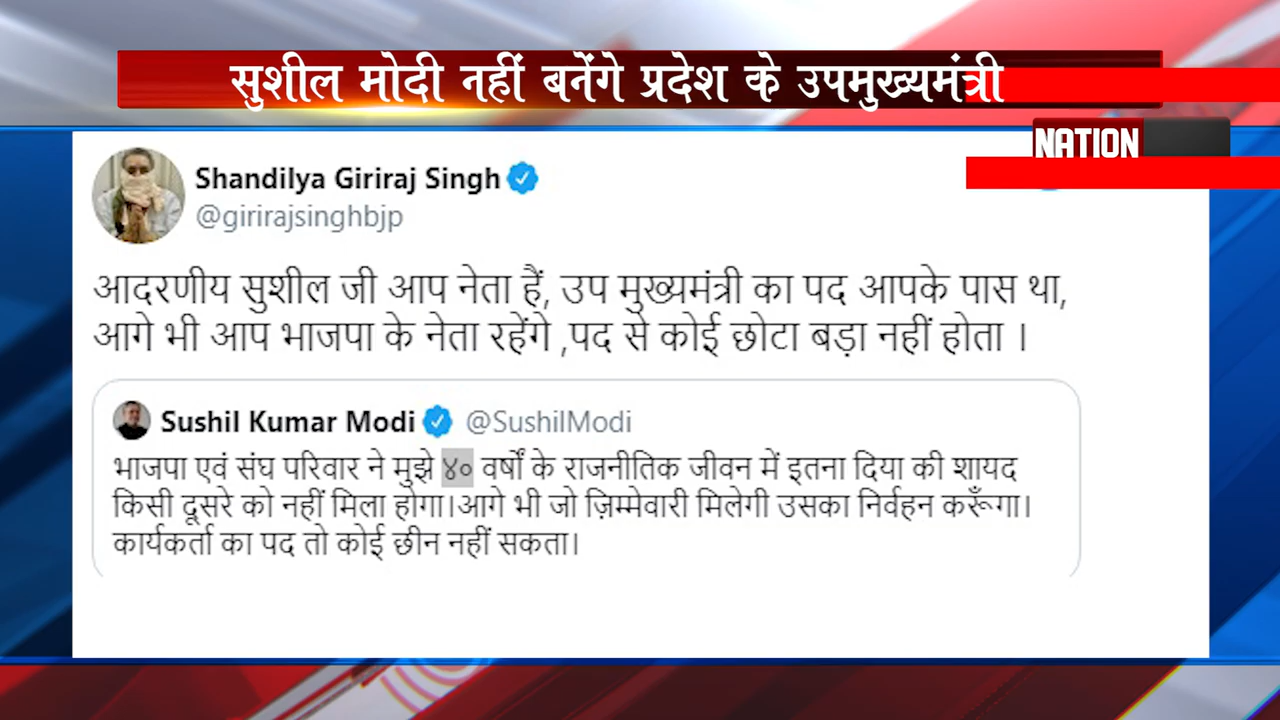 सुशील मोदी नहीं बनेंगे प्रदेश के उपमुख्यमंत्री
NATION
Shandilya Giriraj Singh
@girirajsinghbjp
आदरणीय सुशील जी आप नेता हैं, उप मुख्यमंत्री का पद आपके पास था,
आगे भी आप भाजपा के नेता रहेंगे ,पद से कोई छोटा बड़ा नहीं होता ।
Sushil Kumar Modi @SushilModi
भाजपा एवं संघ परिवार ने मुझे ४० वर्षों के राजनीतिक जीवन में इतना दिया की शायद
किसी दूसरे को नहीं मिला होगा।आगे भी जो ज़िम्मेवारी मिलेगी उसका निर्वहन करूँगा।
कार्यकर्ता का पद तो कोई छीन नहीं सकता।